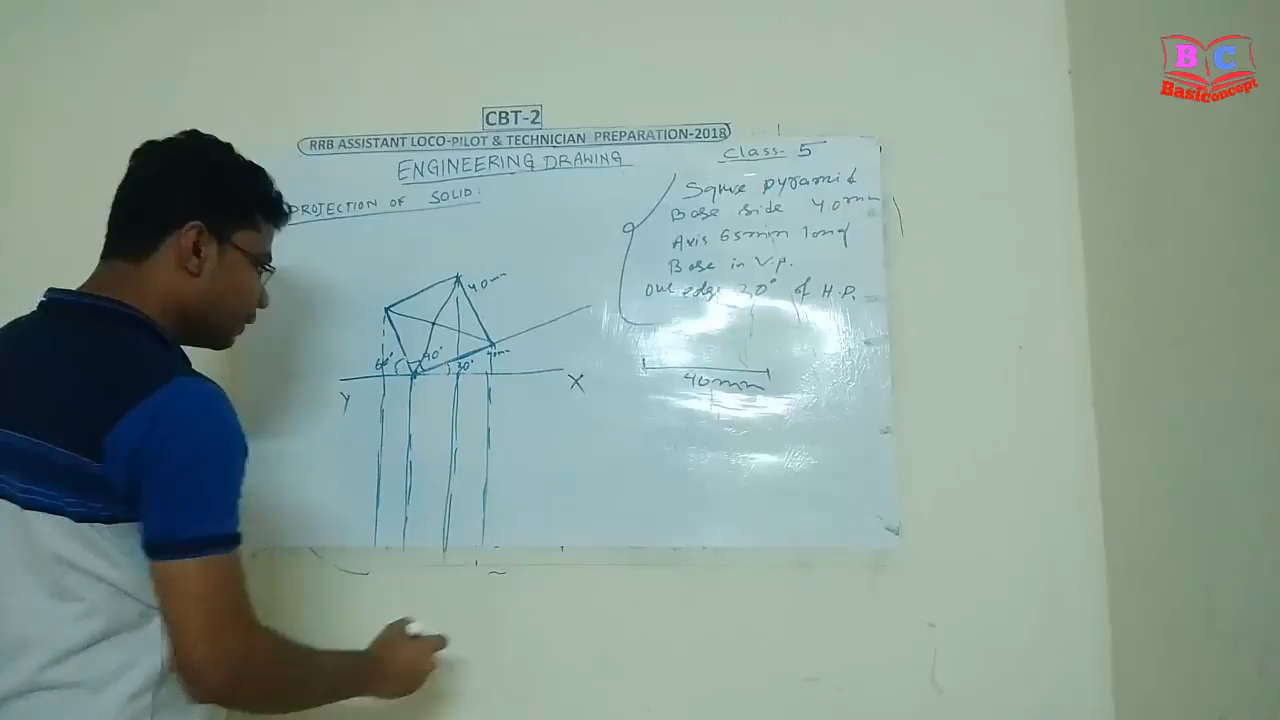 B C
Basiconcept
CBT-2
RRB ASSISTANT LOCO-PILOT & TECHNICIAN PREPARATION-2018
ENGINEERING DRAWING
Class- 5
PROJECTION OF SOLID:
Square pyramid
Base side 40mm
Axis 65mm long
Base in V.P.
One edge 30° of H.P.
40mm
40mm
60°
90°
30°
40mm
Y
X